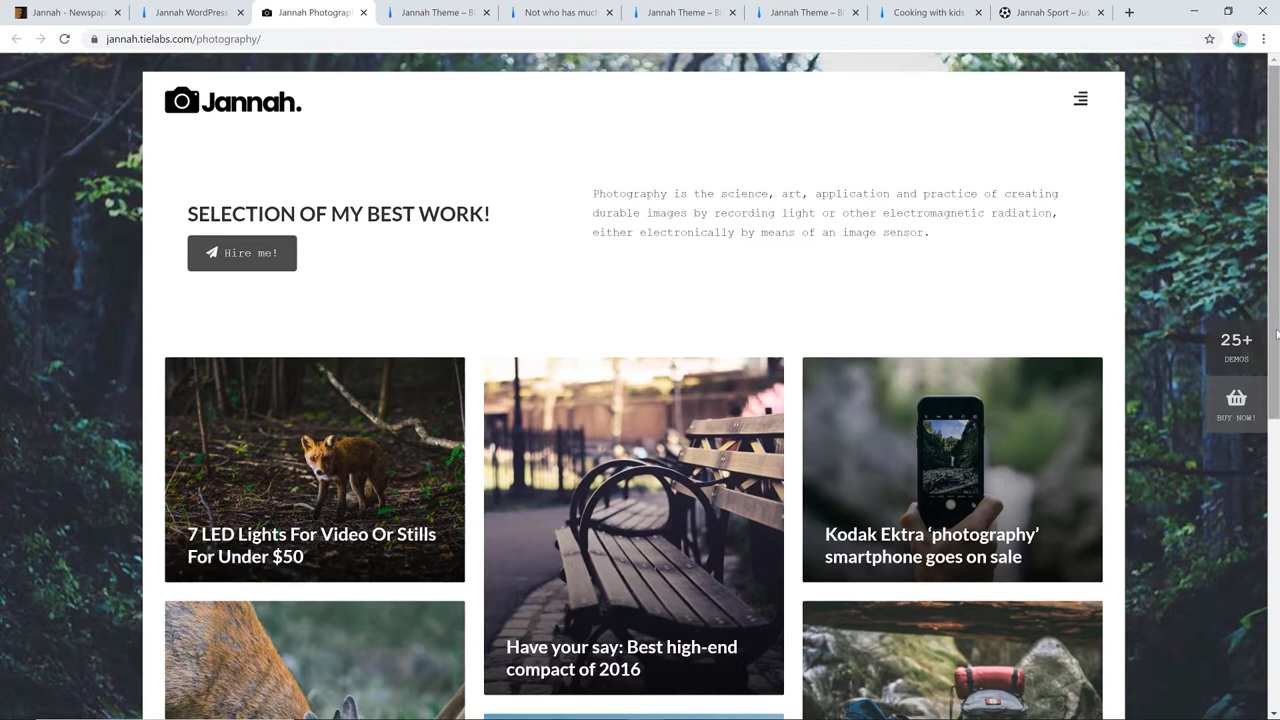 Jannah - Newspap
Jannah WordPress
Jannah Photograp
Jannah Theme – Bl
Not who has much
Jannah Theme – Bl
Jannah Theme – Bl
Cooking with kids
Jannah Sport – Jus
jannah.tielabs.com/photography/
Jannah.
SELECTION OF MY BEST WORK!
Hire me!
Photography is the science, art, application and practice of creating
durable images by recording light or other electromagnetic radiation,
either electronically by means of an image sensor.
25+
DEMOS
BUY NOW!
7 LED Lights For Video Or Stills
For Under $50
Have your say: Best high-end
compact of 2016
Kodak Ektra ‘photography’
smartphone goes on sale